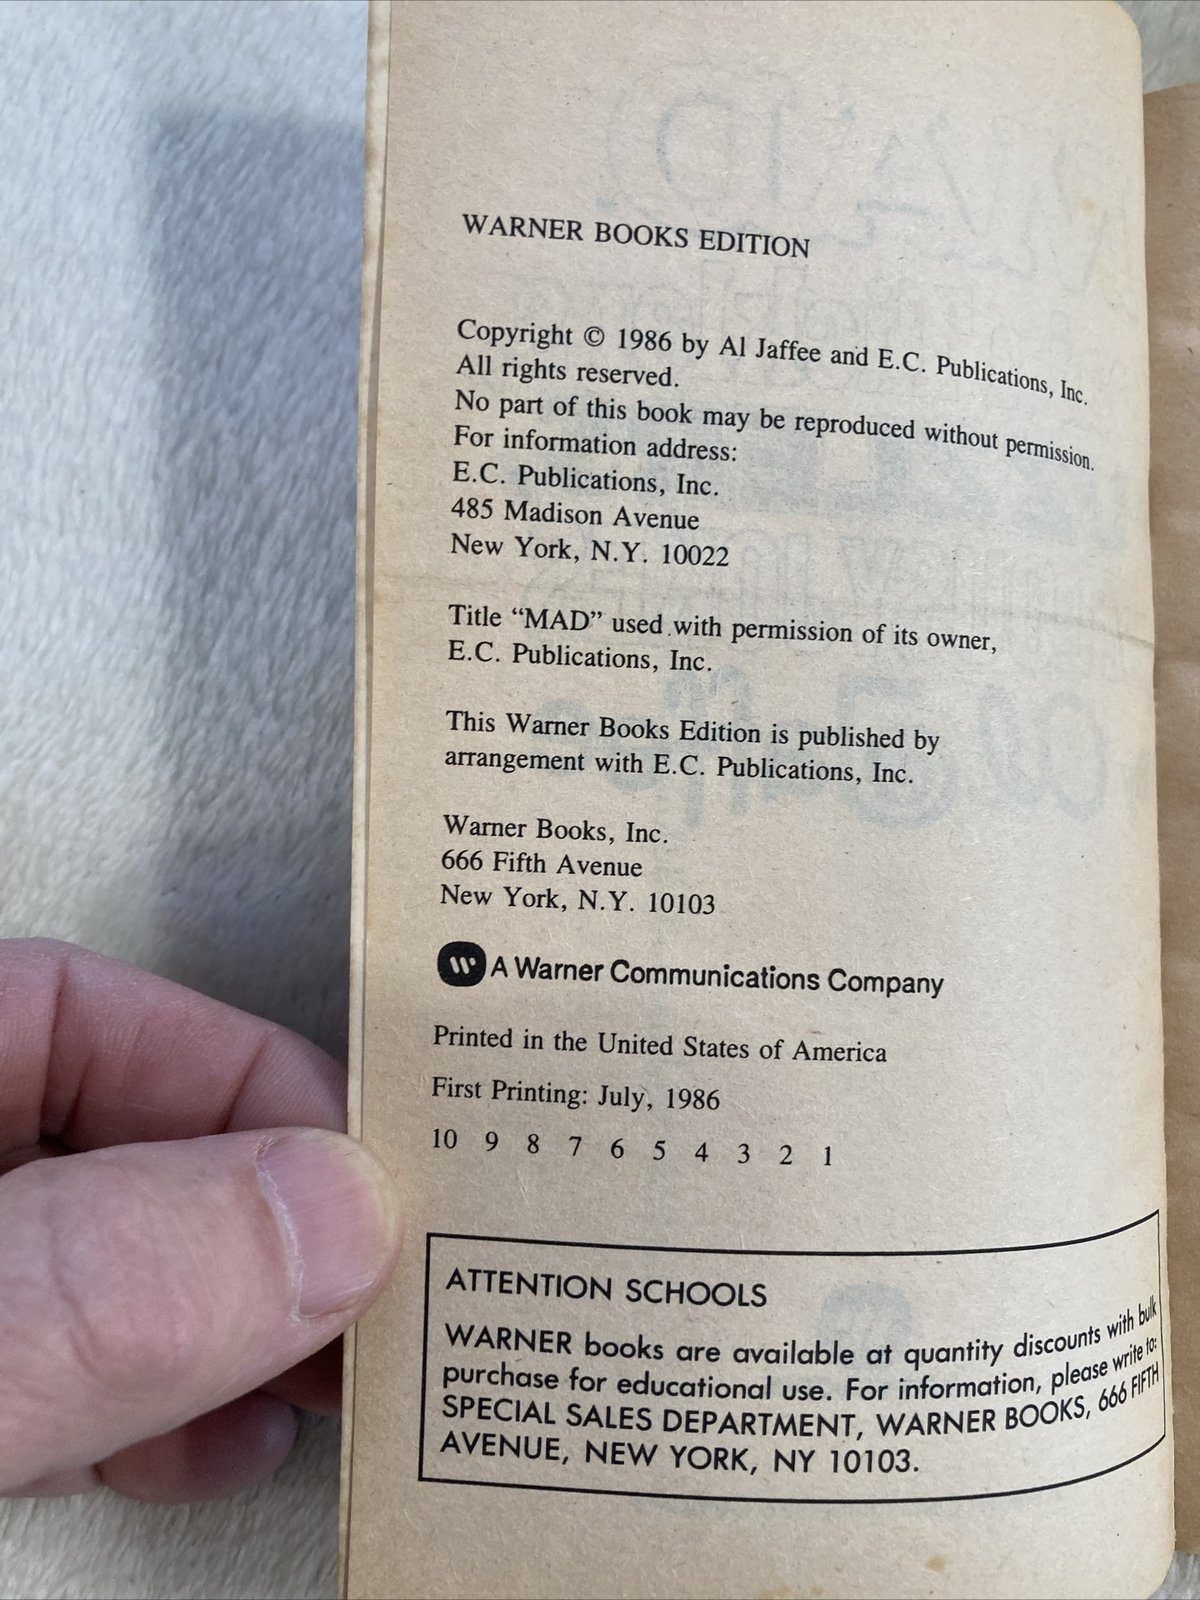 WARNER BOOKS EDITION
Copyright © 1986 by Al Jaffee and E.C. Publications, Inc.
All rights reserved.
No part of this book may be reproduced without permission.
For information address:
E.C. Publications, Inc.
485 Madison Avenue
New York, N.Y. 10022
Title “MAD” used with permission of its owner,
E.C. Publications, Inc.
This Warner Books Edition is published by
arrangement with E.C. Publications, Inc.
Warner Books, Inc.
666 Fifth Avenue
New York, N.Y. 10103
W A Warner Communications Company
Printed in the United States of America
First Printing: July, 1986
10 9 8 7 6 5 4 3 2 1
ATTENTION SCHOOLS
WARNER books are available at quantity discounts with bulk
purchase for educational use. For information, please write to:
SPECIAL SALES DEPARTMENT, WARNER BOOKS, 666 FIFTH
AVENUE, NEW YORK, NY 10103.